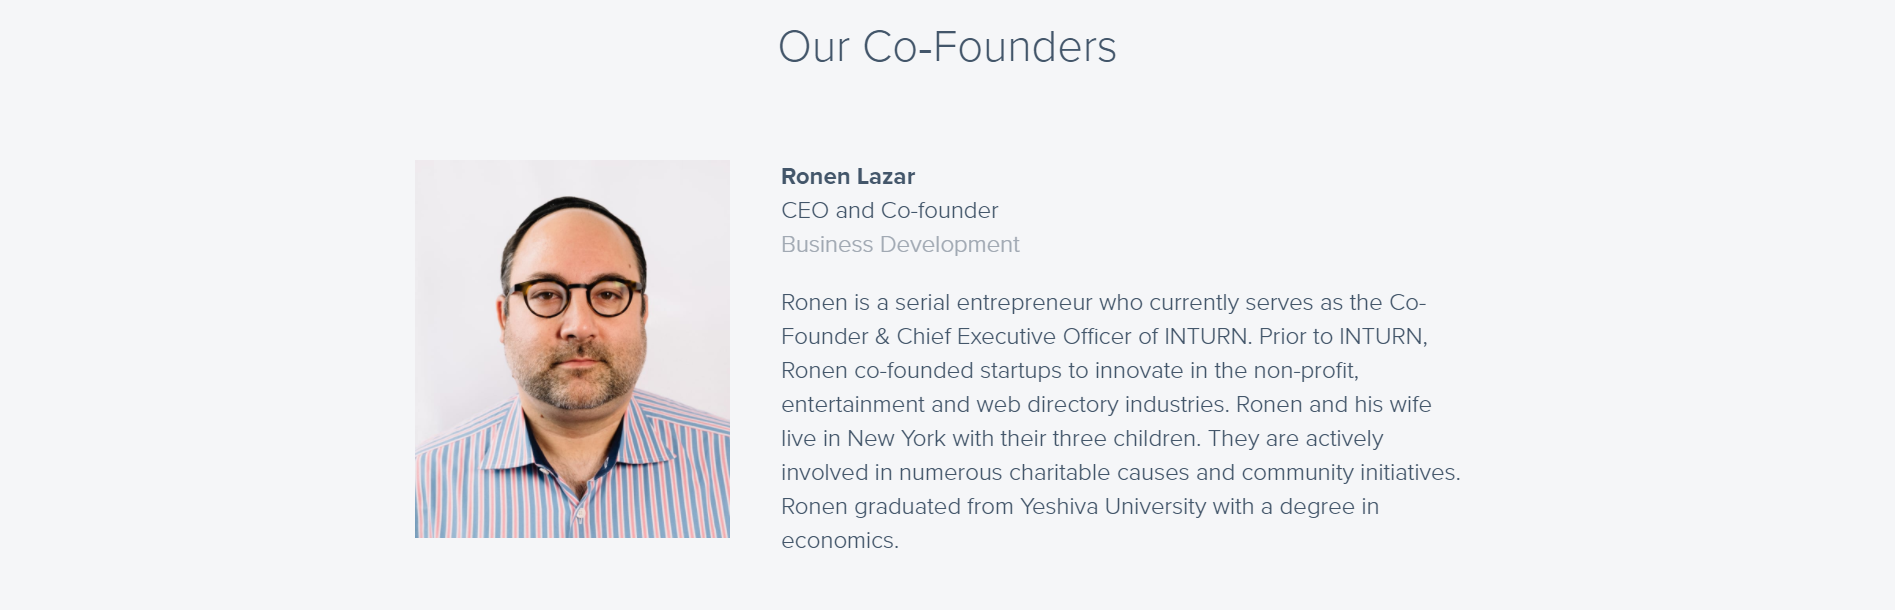 Our Co-Founders
Ronen Lazar
CEO and Co-founder
Business Development
Ronen is a serial entrepreneur who currently serves as the Co-
Founder & Chief Executive Officer of INTURN. Prior to INTURN,
Ronen co-founded startups to innovate in the non-profit,
entertainment and web directory industries. Ronen and his wife
live in New York with their three children. They are actively
involved in numerous charitable causes and community initiatives.
Ronen graduated from Yeshiva University with a degree in
economics.